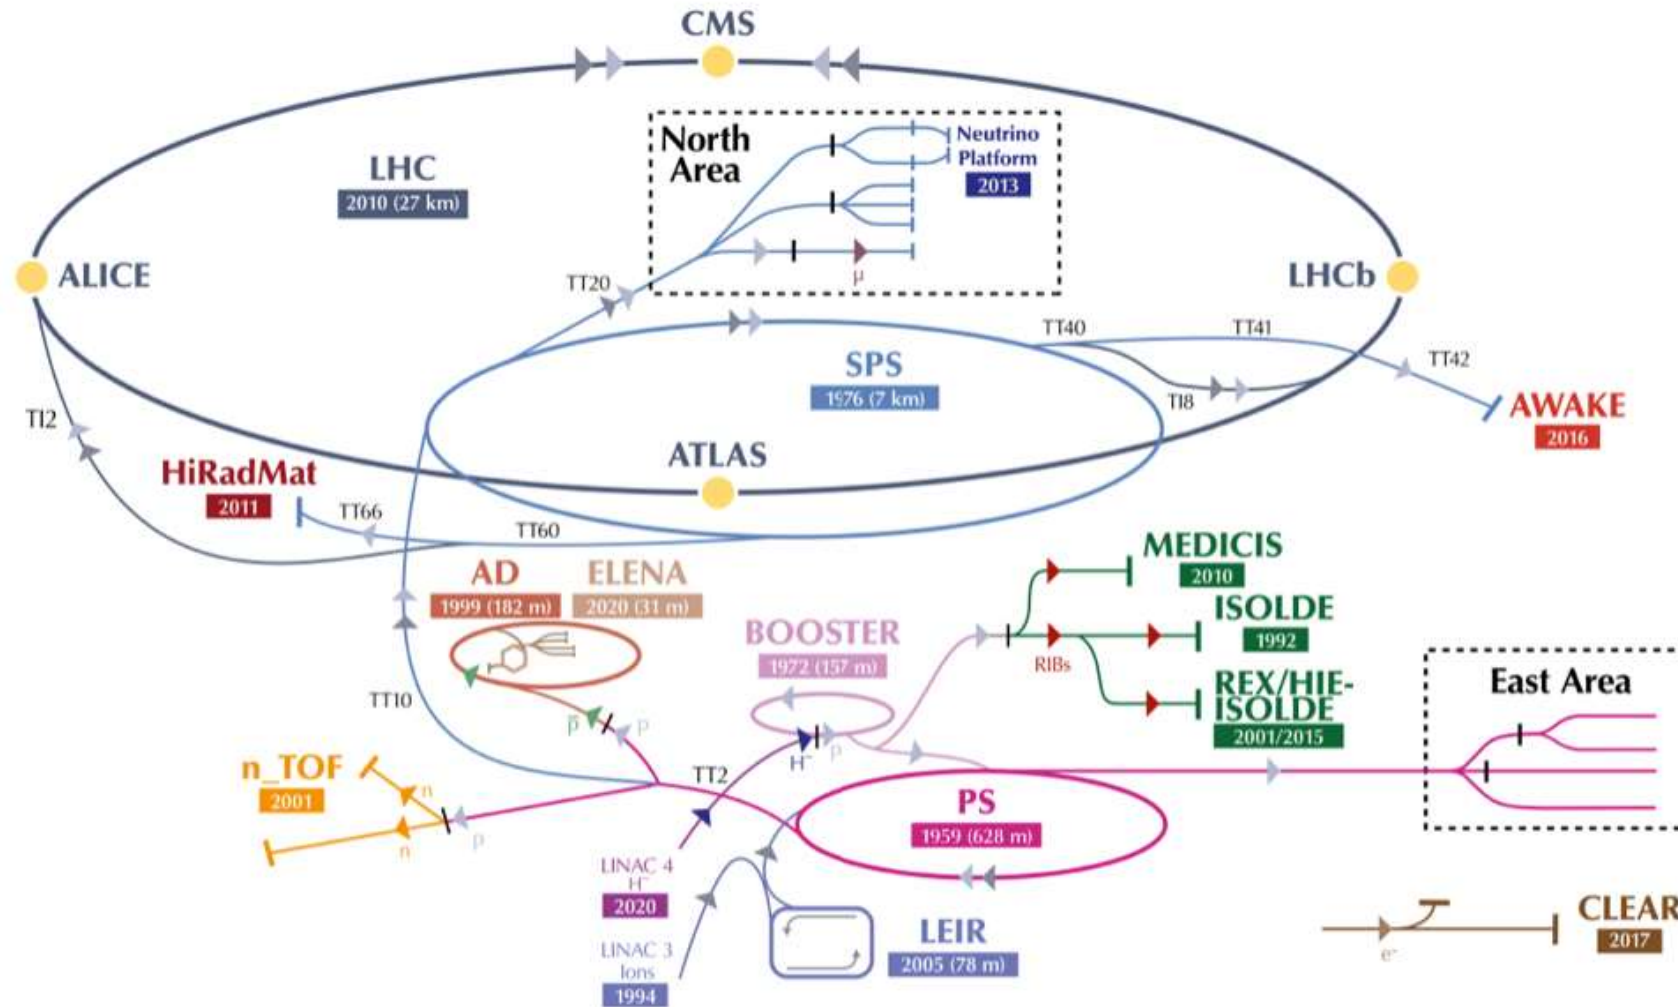 CMS
North
Area
Neutrino
Platform
2013
μ
LHC
2010 (27 km)
ALICE
LHCb
TT20
TT40
TT41
TT42
SPS
1976 (7 km)
TI8
TI2
AWAKE
2016
ATLAS
HiRadMat
2011
TT66
TT60
AD
1999 (182 m)
ELENA
2020 (31 m)
MEDICIS
2010
ISOLDE
1992
RIBs
REX/HIE-
ISOLDE
2001/2015
BOOSTER
1972 (157 m)
East Area
TT10
p̅
p
H⁻
p
TT2
n_TOF
2001
n
n
p
PS
1959 (628 m)
LINAC 4
H⁻
2020
LINAC 3
Ions
1994
LEIR
2005 (78 m)
CLEAR
2017
e⁻